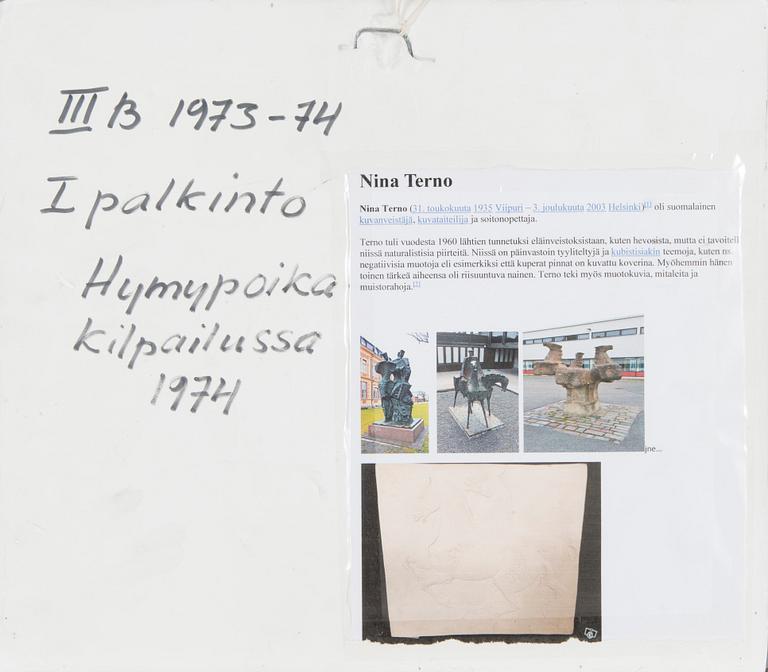 III B 1973-74
I palkinto
Hymypoika
kilpailussa
1974
Nina Terno
Nina Terno (31. toukokuuta 1935 Viipuri – 3. joulukuuta 2003 Helsinki)[1] oli suomalainen
kuvanveistäjä, kuvataiteilija ja soitonopettaja.
Terno tuli vuodesta 1960 lähtien tunnetuksi eläinveistoksistaan, kuten hevosista, mutta ei tavoitell
niissä naturalistisia piirteitä. Niissä on päinvastoin tyyliteltyjä ja kubistisiakin teemoja, kuten ns.
negatiivisia muotoja eli esimerkiksi että kuperat pinnat on kuvattu koverina. Myöhemmin hänen
toinen tärkeä aiheensa oli riisuuntuva nainen. Terno teki myös muotokuvia, mitaleita ja
muistorahoja.[2]
jne...